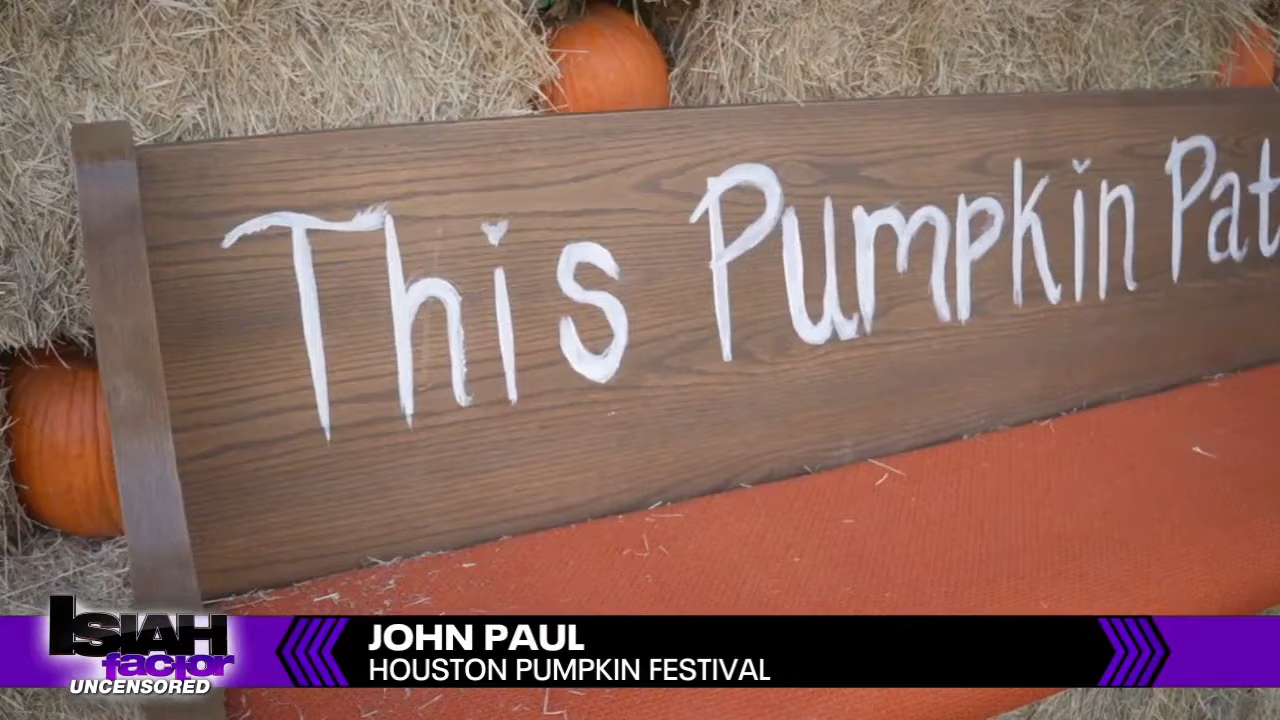 This Pumpkin Pat
ISIAH
factor
UNCENSORED
JOHN PAUL
HOUSTON PUMPKIN FESTIVAL